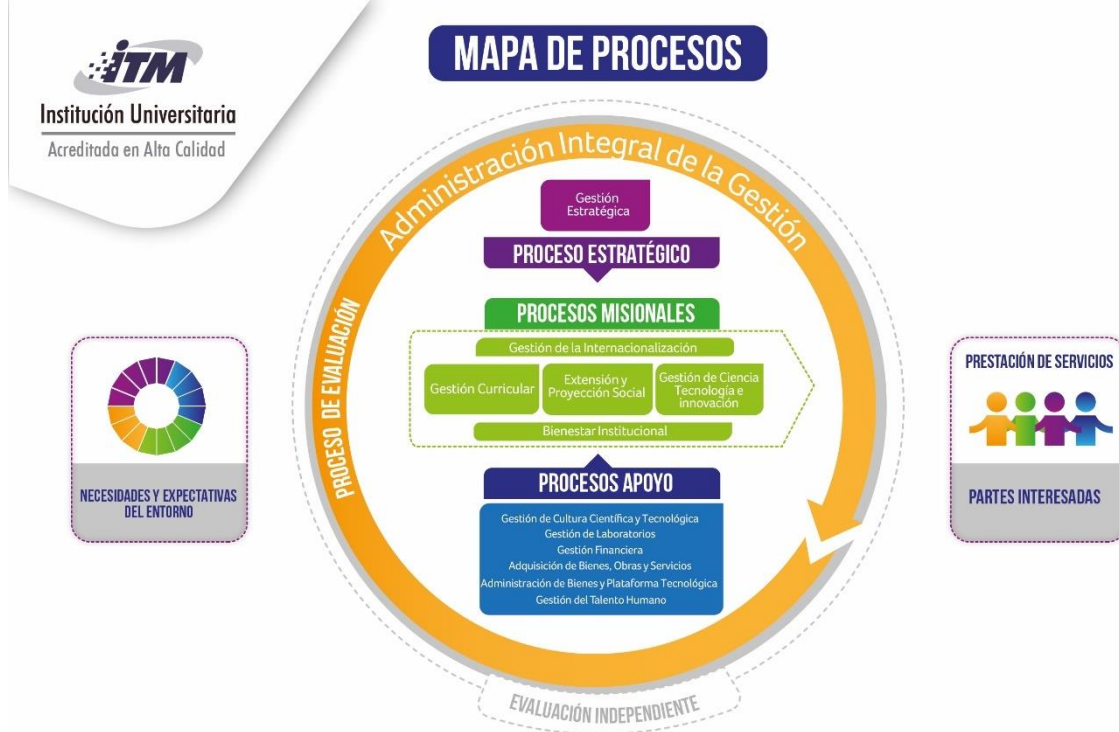 iTM
Institución Universitaria
Acreditada en Alta Calidad
MAPA DE PROCESOS
Administración Integral de la Gestión
PROCESO DE EVALUACIÓN
Gestión
Estratégica
PROCESO ESTRATÉGICO
PROCESOS MISIONALES
Gestión de la Internacionalización
Gestión Curricular
Extensión y
Proyección Social
Gestión de Ciencia
Tecnología e
innovación
Bienestar Institucional
PROCESOS APOYO
Gestión de Cultura Científica y Tecnológica
Gestión de Laboratorios
Gestión Financiera
Adquisición de Bienes, Obras y Servicios
Administración de Bienes y Plataforma Tecnológica
Gestión del Talento Humano
EVALUACIÓN INDEPENDIENTE
NECESIDADES Y EXPECTATIVAS
DEL ENTORNO
PRESTACIÓN DE SERVICIOS
PARTES INTERESADAS